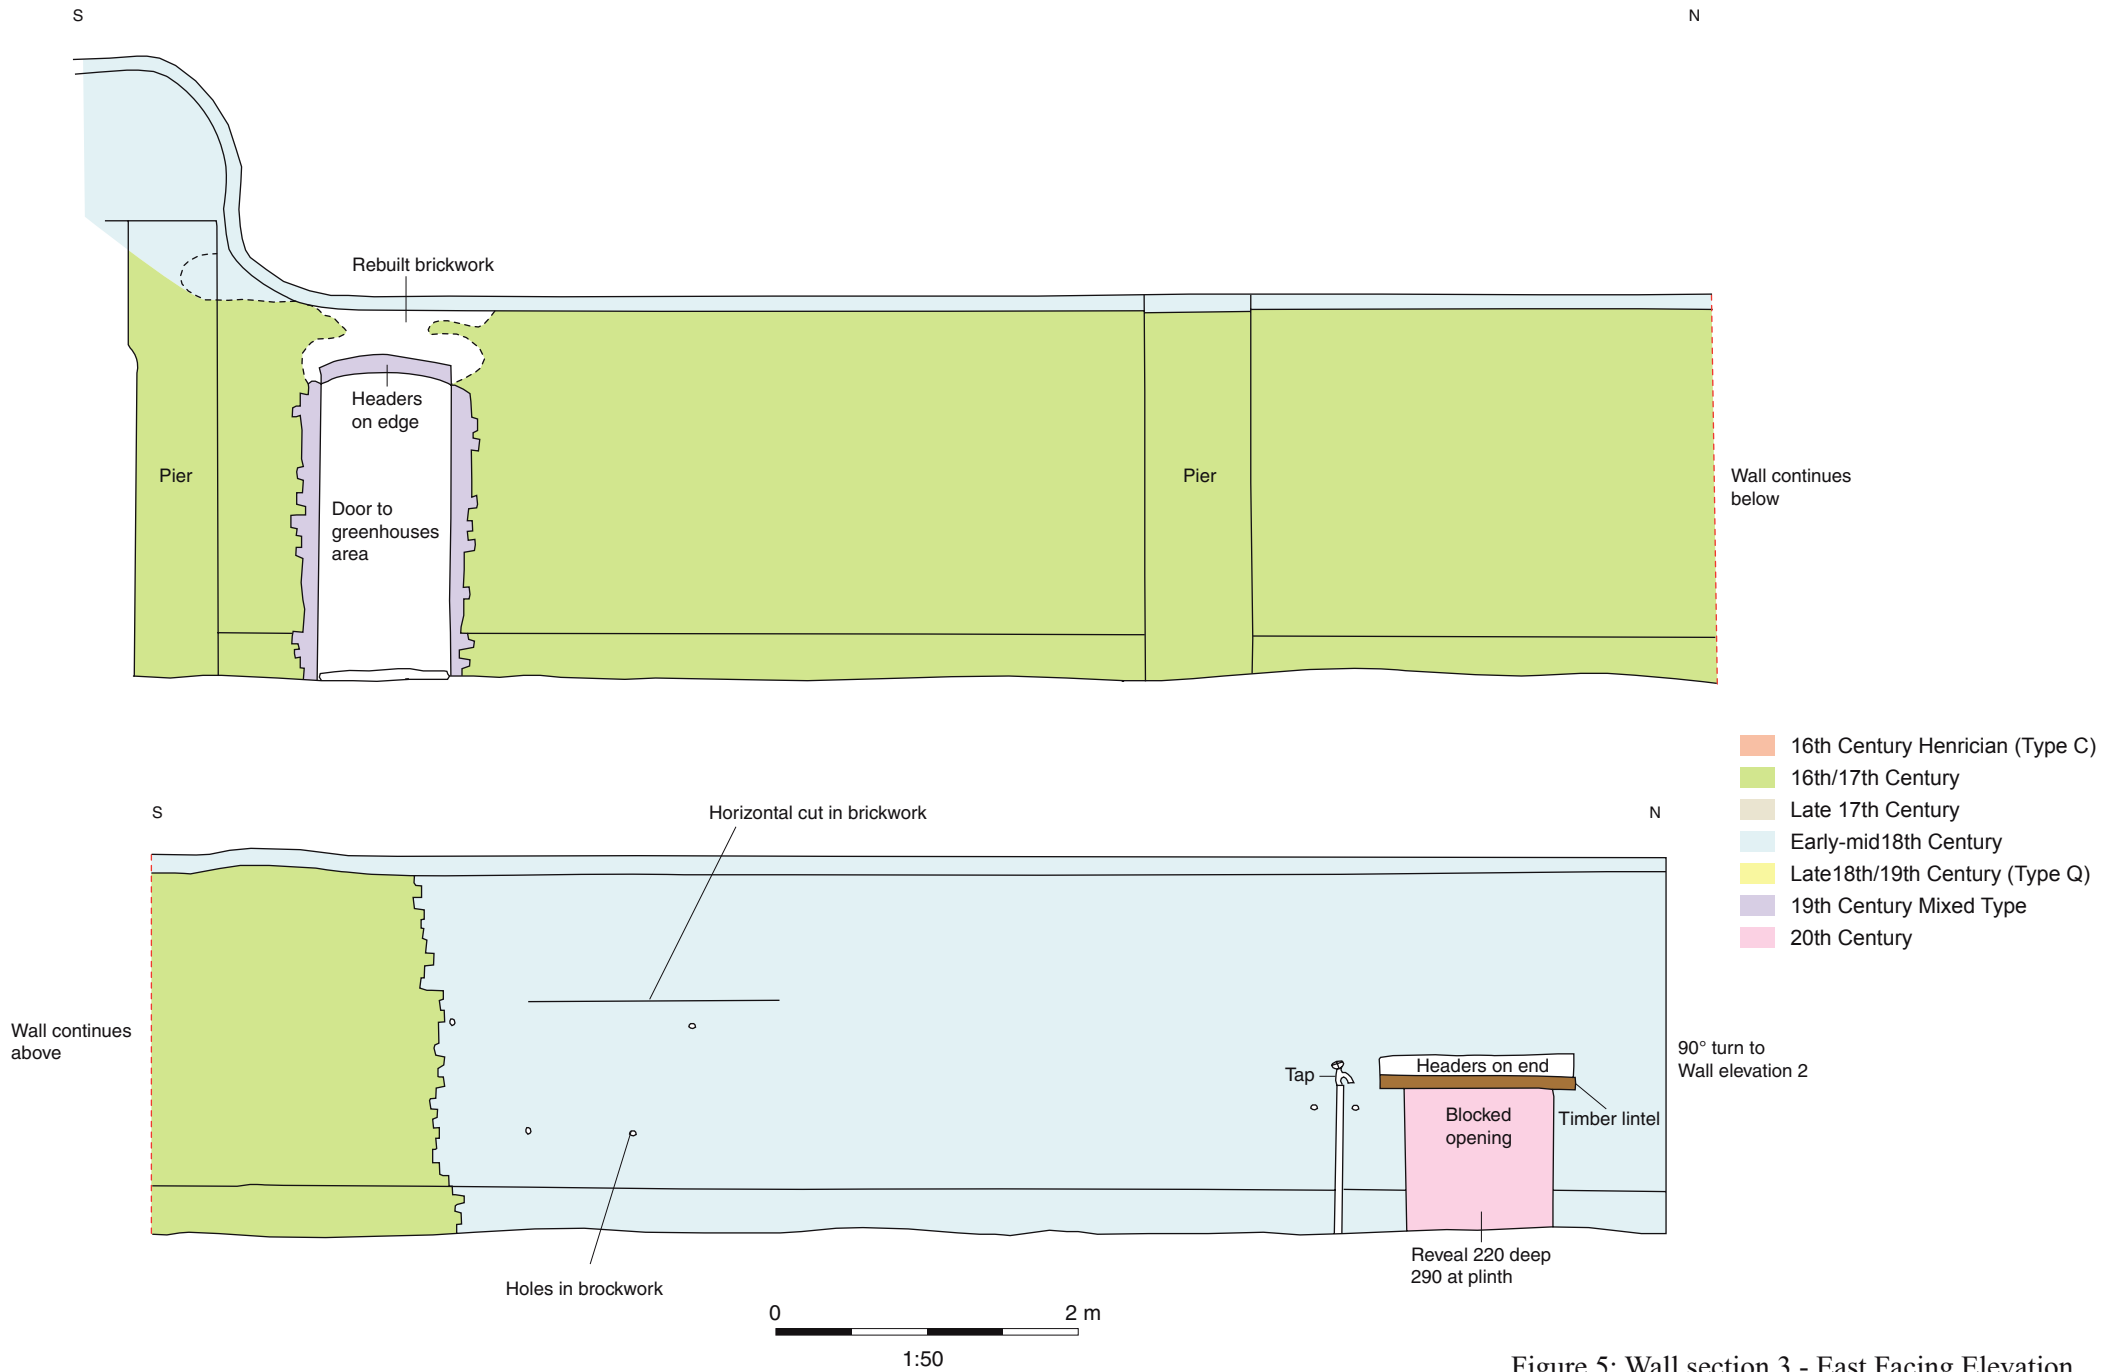 S
N
Rebuilt brickwork
Headers
on edge
Pier
Door to
greenhouses
area
Pier
Wall continues
below
16th Century Henrician (Type C)
16th/17th Century
Late 17th Century
Early-mid18th Century
Late18th/19th Century (Type Q)
19th Century Mixed Type
20th Century
S
Horizontal cut in brickwork
N
Wall continues
above
Tap
Headers on end
90° turn to
Wall elevation 2
Blocked
opening
Timber lintel
Reveal 220 deep
290 at plinth
Holes in brockwork
0
2 m
1:50
Figure 5: Wall section 3 - East Facing Elevation